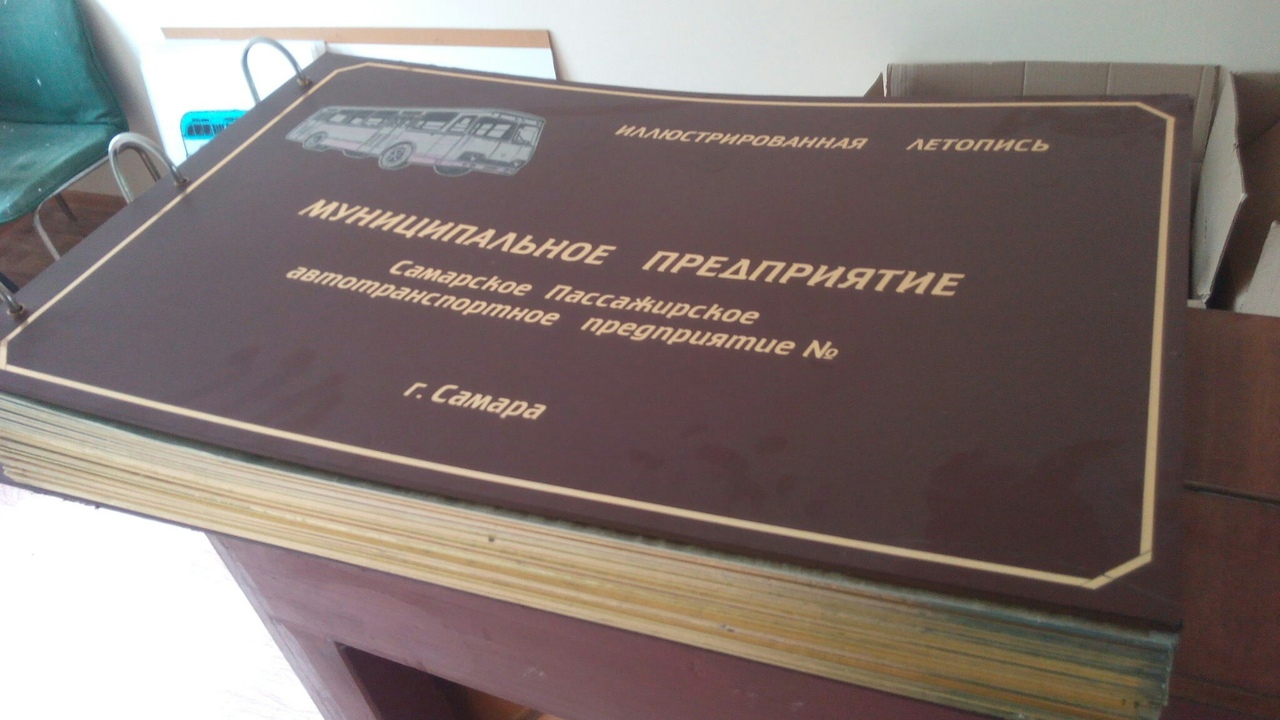 ИЛЛЮСТРИРОВАННАЯ ЛЕТОПИСЬ
МУНИЦИПАЛЬНОЕ ПРЕДПРИЯТИЕ
Самарское Пассажирское
автотранспортное предприятие №
г. Самара